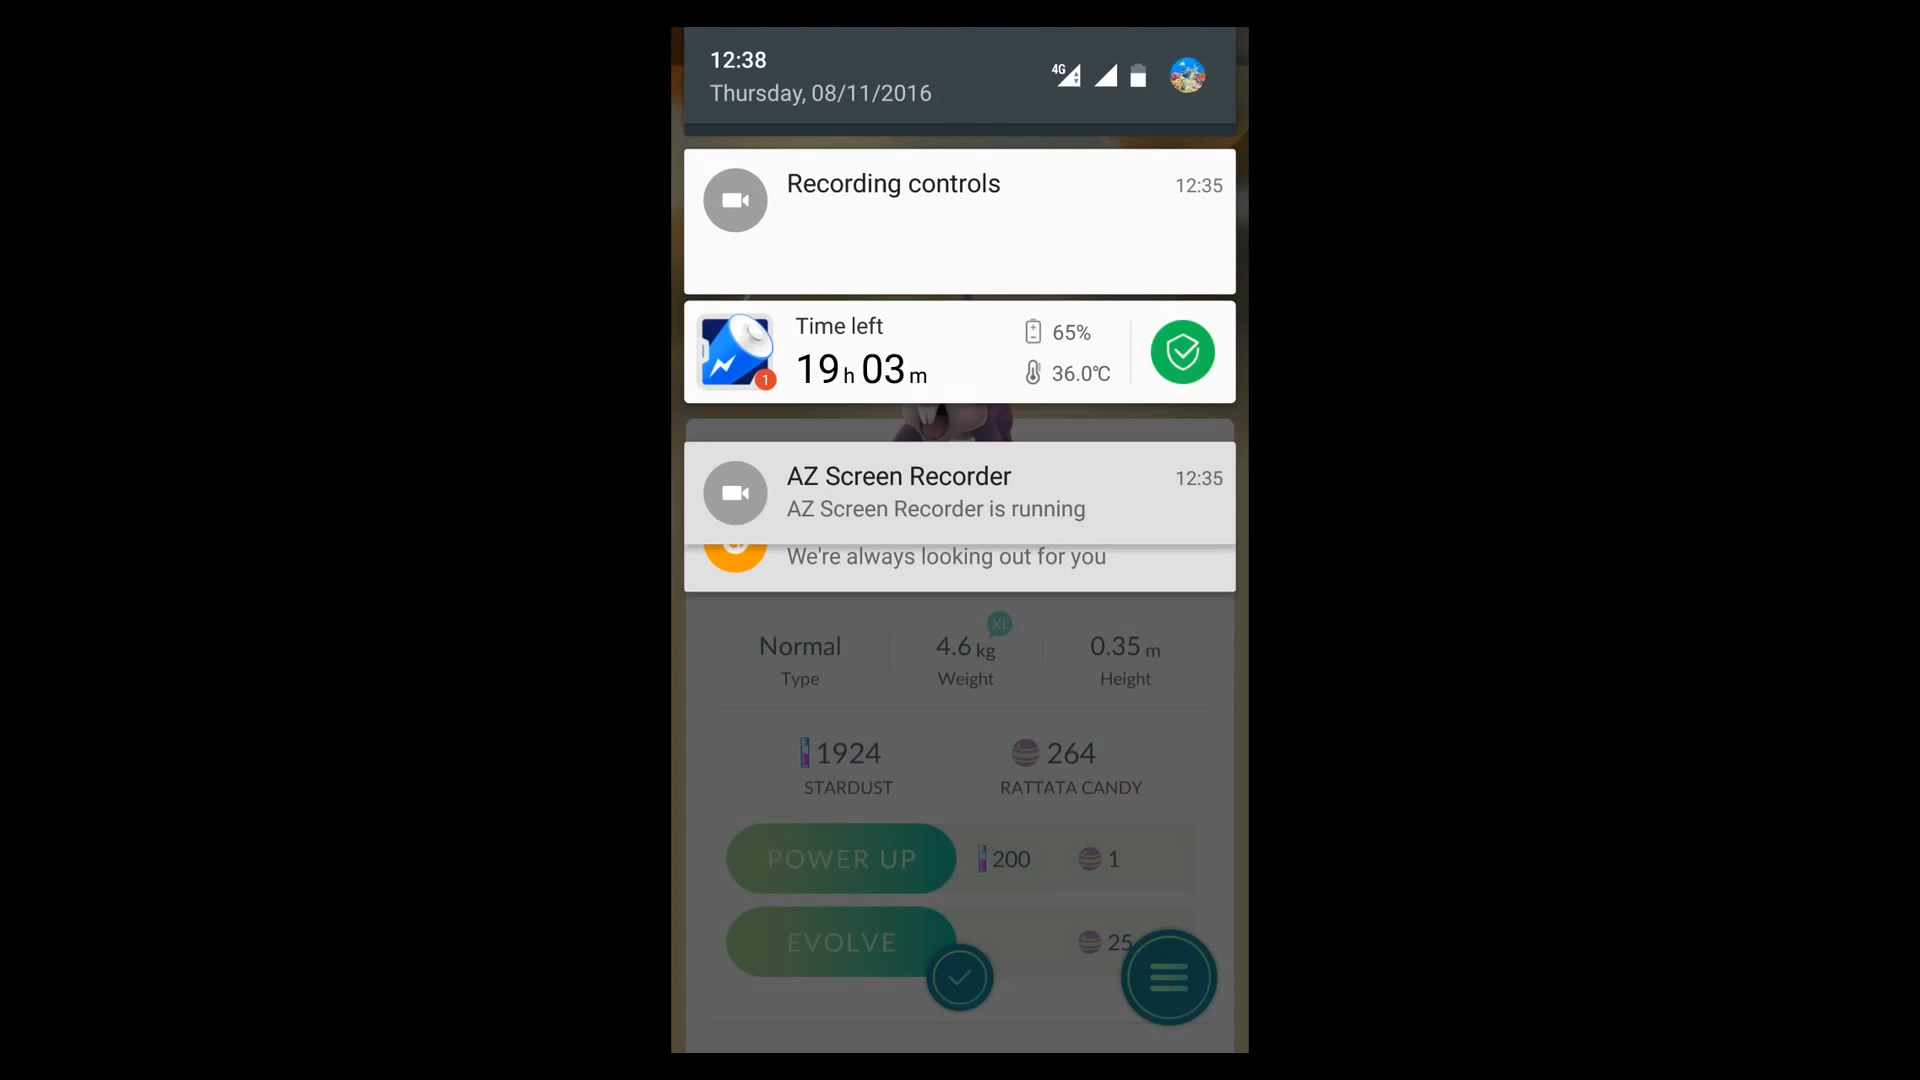 12:38
Thursday, 08/11/2016
4G
Recording controls
12:35
1
Time left
19h 03m
65%
36.0℃
AZ Screen Recorder
12:35
AZ Screen Recorder is running
We're always looking out for you
XL
Normal
4.6 kg
0.35 m
Type
Weight
Height
1924
264
STARDUST
RATTATA CANDY
POWER UP
200
1
EVOLVE
25